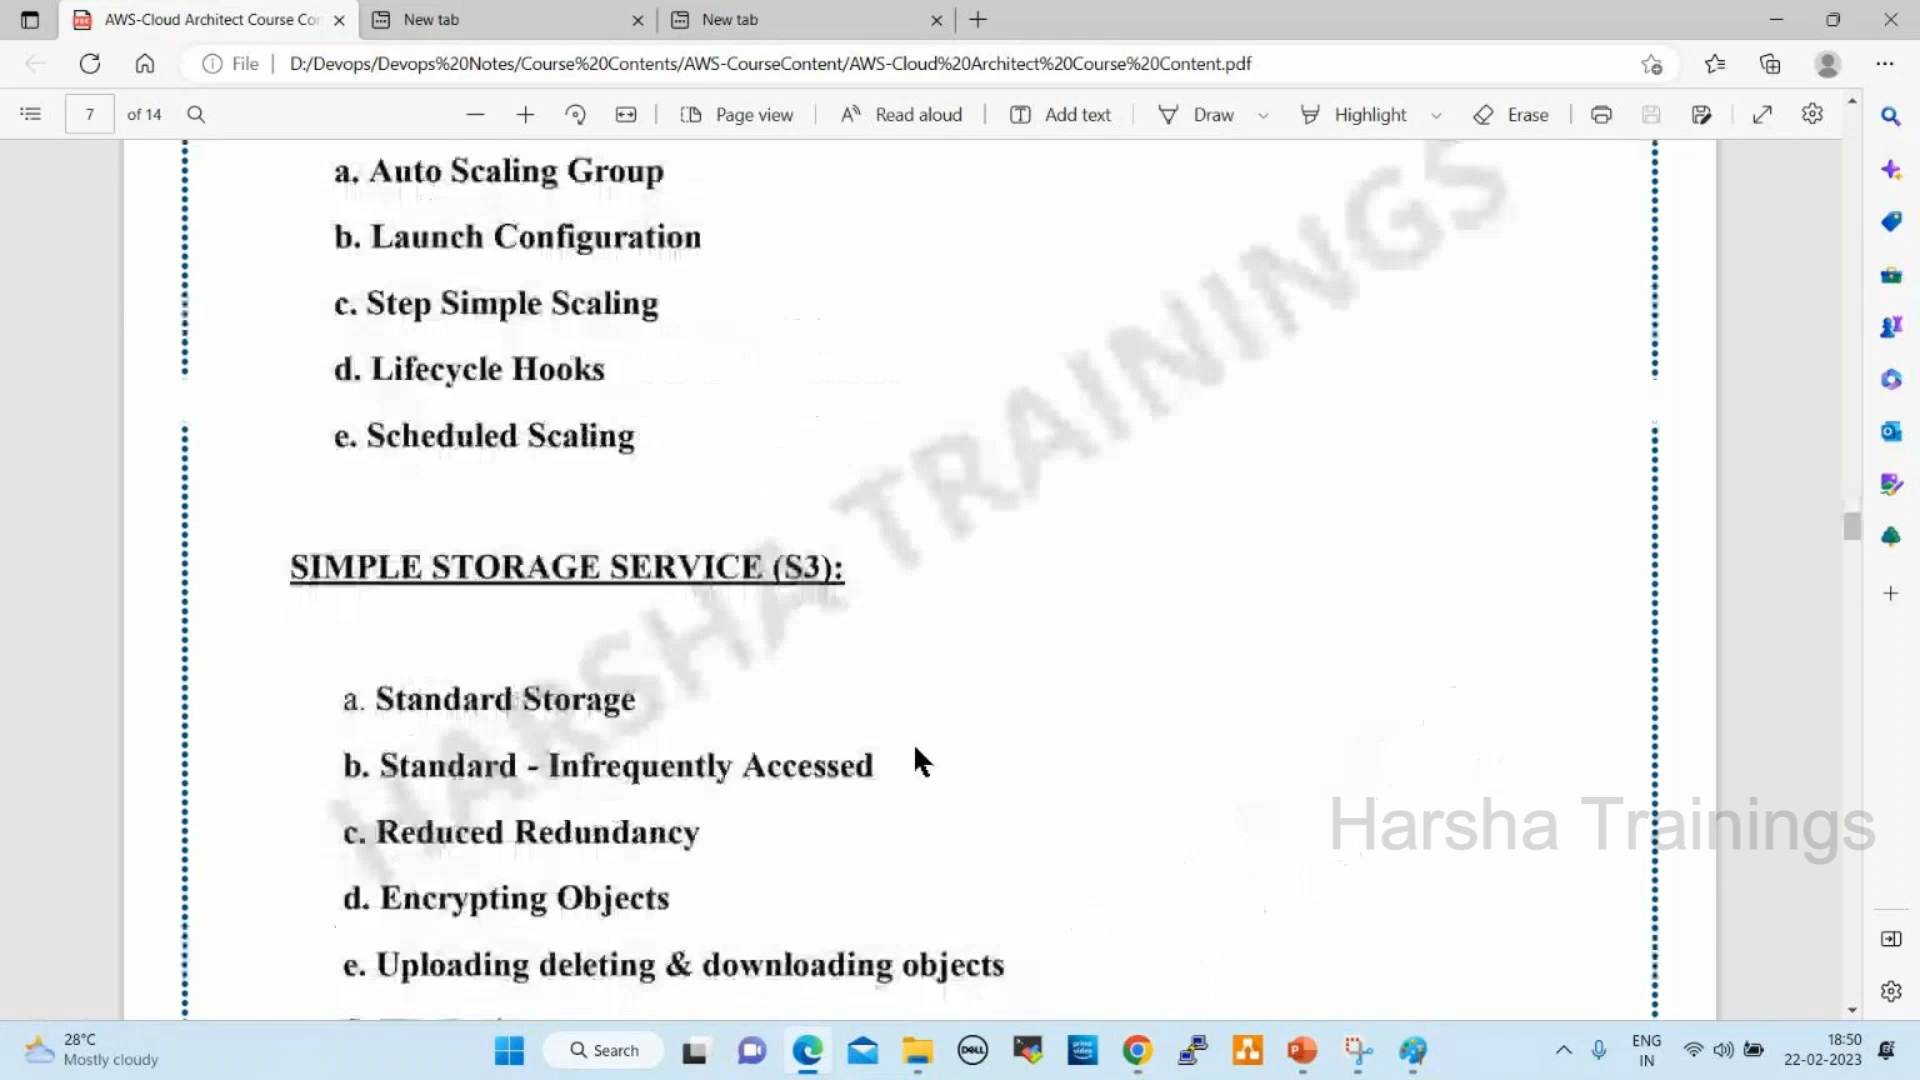 AWS-Cloud Architect Course Co
New tab
New tab
File
D:/Devops/Devops%20Notes/Course%20Contents/AWS-CourseContent/AWS-Cloud%20Architect%20Course%20Content.pdf
7 of 14
Page view
Read aloud
Add text
Draw
Highlight
Erase
a. Auto Scaling Group
b. Launch Configuration
c. Step Simple Scaling
d. Lifecycle Hooks
e. Scheduled Scaling
SIMPLE STORAGE SERVICE (S3):
a. Standard Storage
b. Standard - Infrequently Accessed
c. Reduced Redundancy
d. Encrypting Objects
e. Uploading deleting & downloading objects
HARSHA TRAININGS
Harsha Trainings
28°C
Mostly cloudy
Search
DELL
prime video
ENG
IN
18:50
22-02-2023